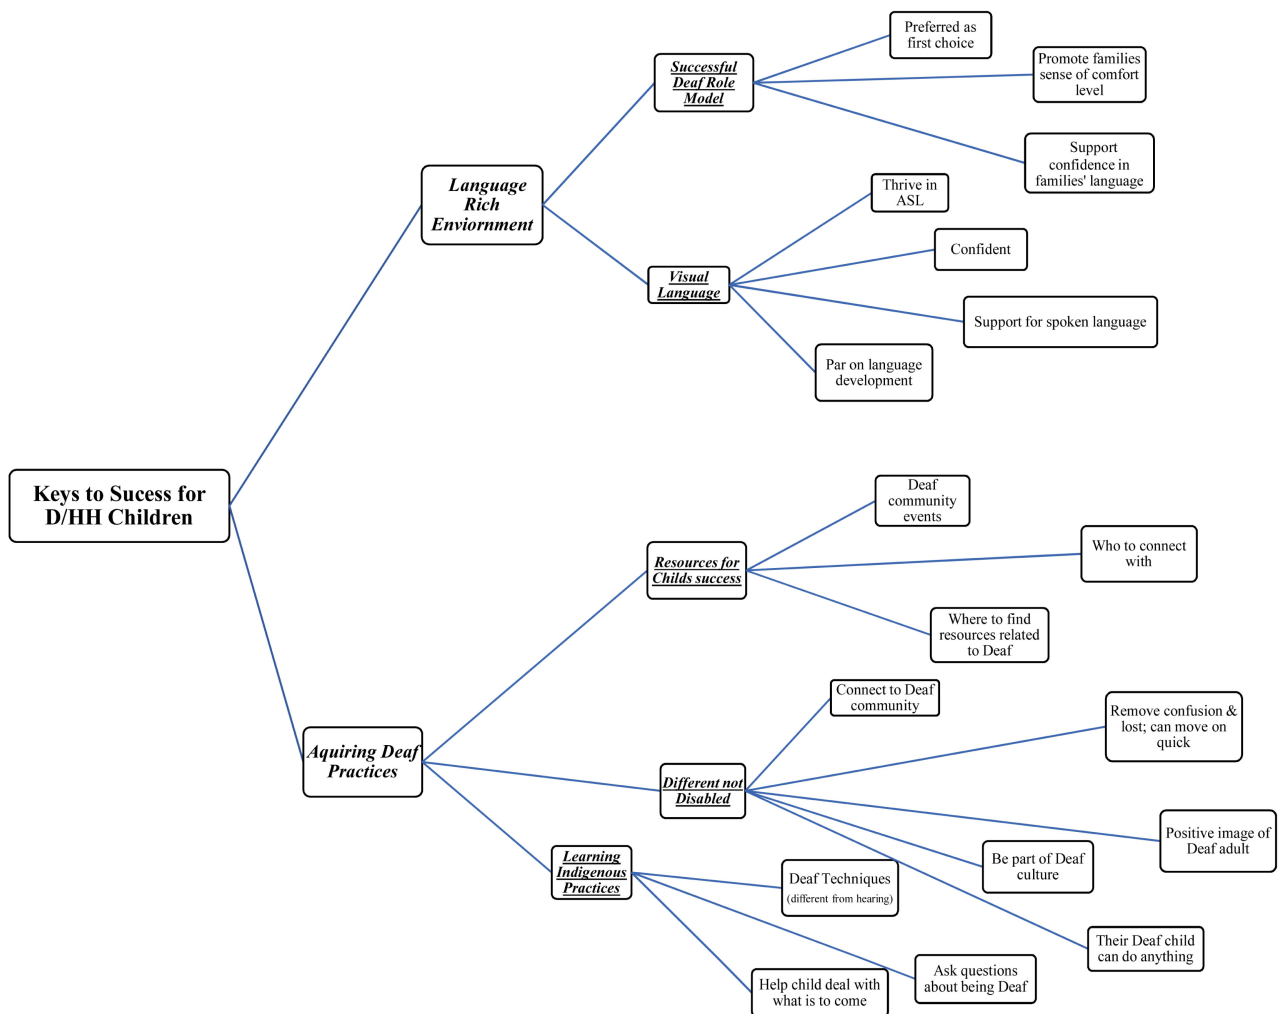 Keys to Sucess for
D/HH Children
Language
Rich
Enviornment
Successful
Deaf Role
Model
Preferred as
first choice
Promote families
sense of comfort
level
Support
confidence in
families' language
Visual
Language
Thrive in
ASL
Confident
Support for spoken language
Par on language
development
Aquiring Deaf
Practices
Resources for
Childs success
Deaf
community
events
Who to connect
with
Where to find
resources related
to Deaf
Different not
Disabled
Connect to Deaf
community
Remove confusion &
lost; can move on
quick
Positive image of
Deaf adult
Be part of Deaf
culture
Their Deaf child
can do anything
Learning
Indigenous
Practices
Deaf Techniques
(different from hearing)
Ask questions
about being Deaf
Help child deal with
what is to come